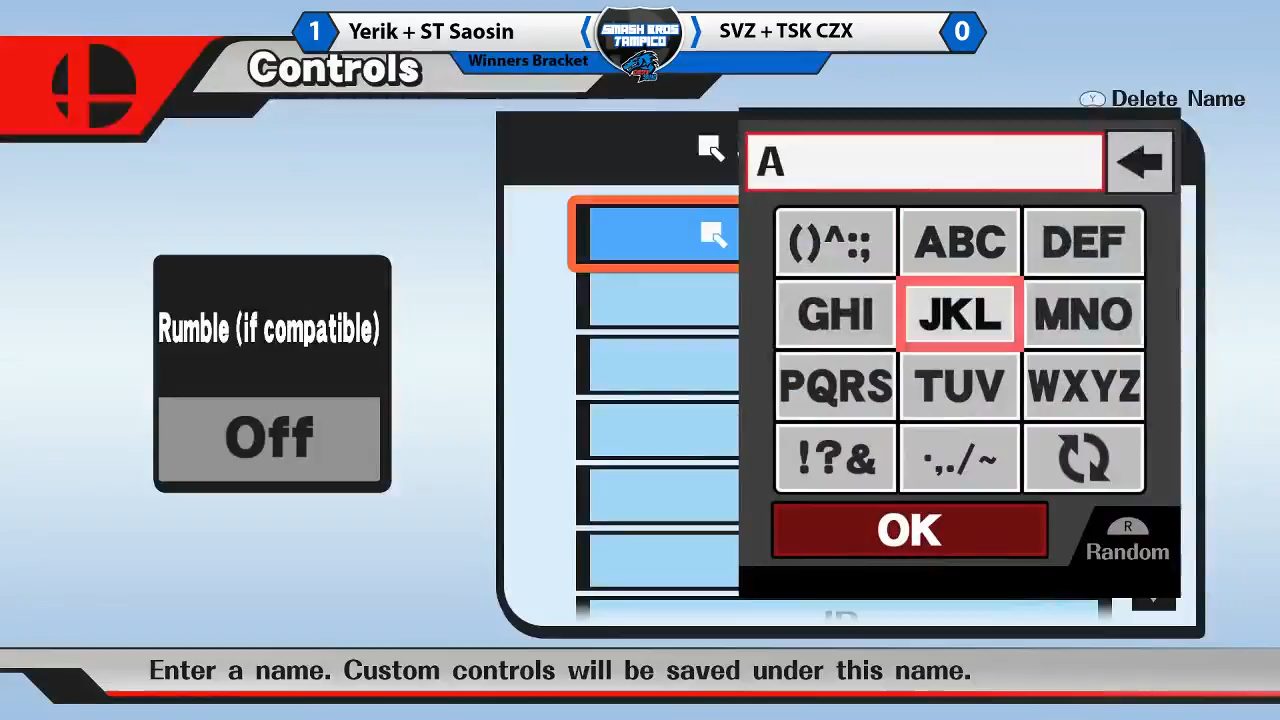 1 Yerik + ST Saosin
SMASH BROS
TAMPICO
SVZ + TSK CZX 0
Winners Bracket
Controls
Y Delete Name
A
()^:; ABC DEF
GHI JKL MNO
PQRS TUV WXYZ
!?& ·,./~
OK
R
Random
Rumble (if compatible)
Off
Enter a name. Custom controls will be saved under this name.